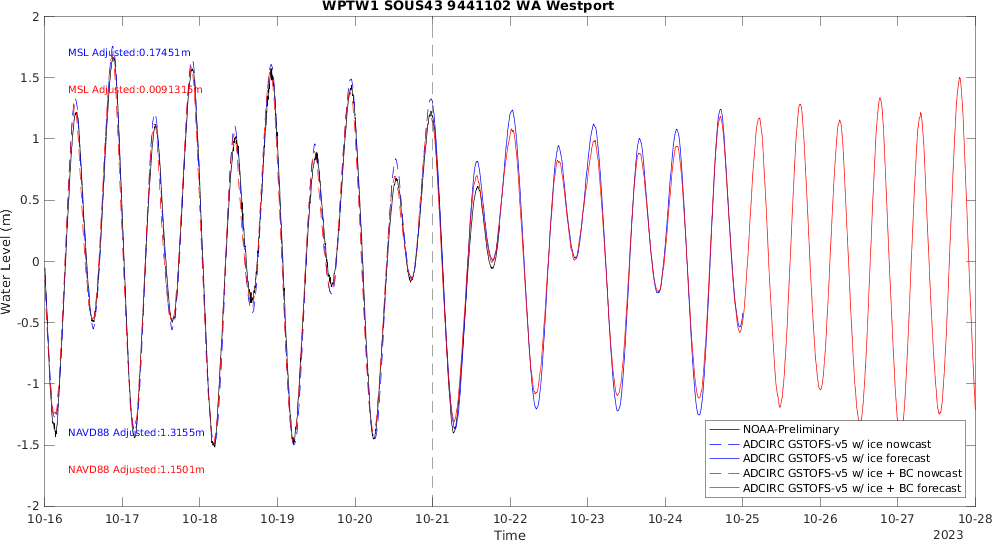 WPTW1 SOUS43 9441102 WA Westport
2
1.5
1
0.5
0
-0.5
-1
-1.5
-2
Water Level (m)
MSL Adjusted:0.17451m
MSL Adjusted:0.0091315m
NAVD88 Adjusted:1.3155m
NAVD88 Adjusted:1.1501m
NOAA-Preliminary
ADCIRC GSTOFS-v5 w/ ice nowcast
ADCIRC GSTOFS-v5 w/ ice forecast
ADCIRC GSTOFS-v5 w/ ice + BC nowcast
ADCIRC GSTOFS-v5 w/ ice + BC forecast
10-16 10-17 10-18 10-19 10-20 10-21 10-22 10-23 10-24 10-25 10-26 10-27 10-28
Time
2023